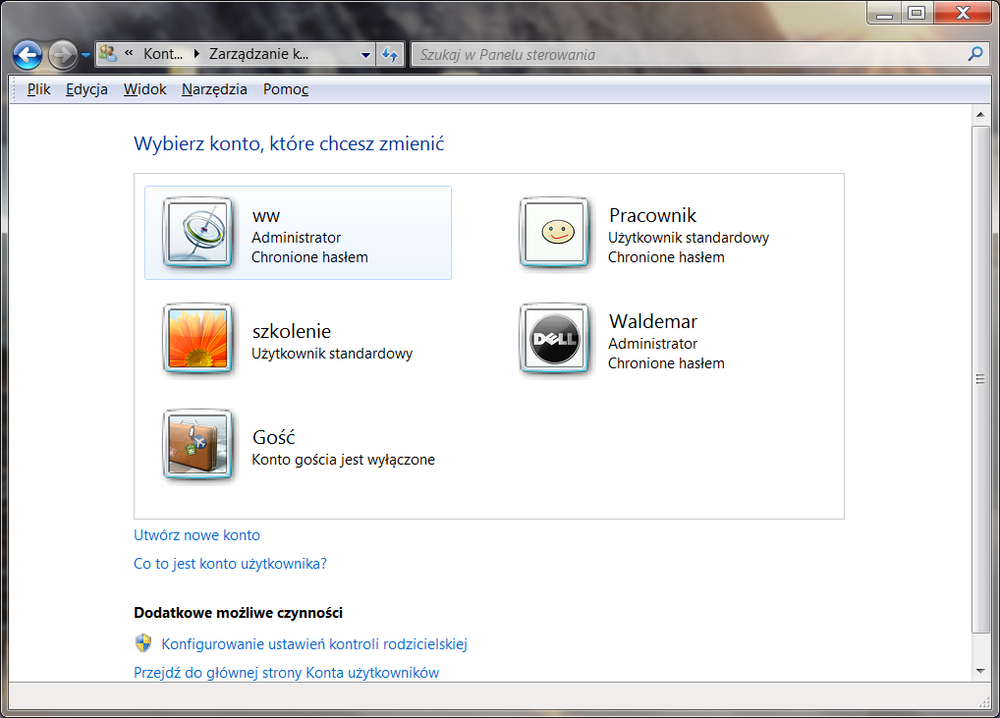 « Kont... Zarządzanie k...
Szukaj w Panelu sterowania
Plik Edycja Widok Narzędzia Pomoc
Wybierz konto, które chcesz zmienić
ww
Administrator
Chronione hasłem
Pracownik
Użytkownik standardowy
Chronione hasłem
szkolenie
Użytkownik standardowy
DELL
Waldemar
Administrator
Chronione hasłem
Gość
Konto gościa jest wyłączone
Utwórz nowe konto
Co to jest konto użytkownika?
Dodatkowe możliwe czynności
Konfigurowanie ustawień kontroli rodzicielskiej
Przejdź do głównej strony Konta użytkowników